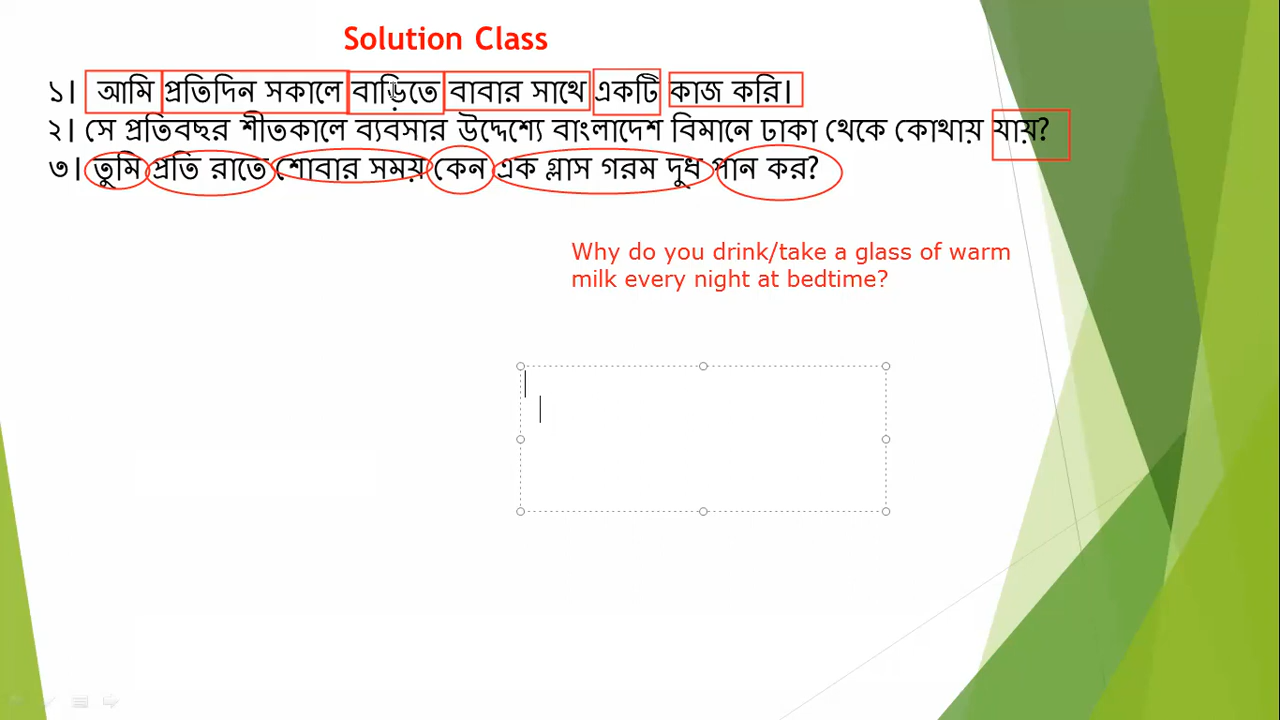 Solution Class
১। আমি প্রতিদিন সকালে বাড়িতে বাবার সাথে একটি কাজ করি।
২। সে প্রতিবছর শীতকালে ব্যবসার উদ্দেশ্যে বাংলাদেশ বিমানে ঢাকা থেকে কোথায় যায়?
৩। তুমি প্রতি রাতে শোবার সময় কেন এক গ্লাস গরম দুধ পান কর?
Why do you drink/take a glass of warm
milk every night at bedtime?